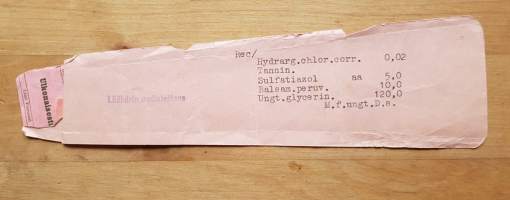 Ulkonaisesti
Rec/
Hydrarg.chlor.corr. 0,02
Tannin.
Sulfatiazol aa 5,0
Balsam.peruv. 10,0
Ungt.glycerin. 120,0
M.f.ungt.D.s.